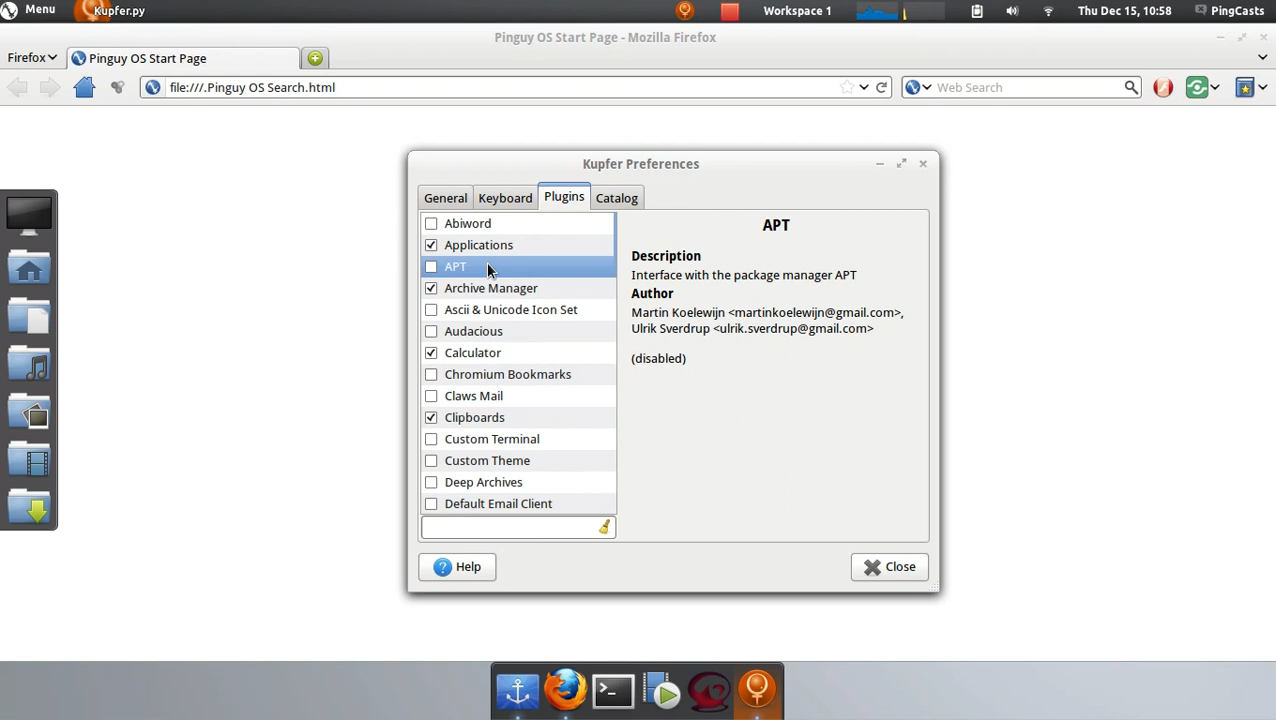 Menu Kupfer.py Workspace 1 Thu Dec 15, 10:58 PingCasts
Pinguy OS Start Page - Mozilla Firefox
Firefox Pinguy OS Start Page
file:///.Pinguy OS Search.html Web Search
Kupfer Preferences
General Keyboard Plugins Catalog
Abiword
Applications
APT
Archive Manager
Ascii & Unicode Icon Set
Audacious
Calculator
Chromium Bookmarks
Claws Mail
Clipboards
Custom Terminal
Custom Theme
Deep Archives
Default Email Client
APT
Description
Interface with the package manager APT
Author
Martin Koelewijn <martinkoelewijn@gmail.com>,
Ulrik Sverdrup <ulrik.sverdrup@gmail.com>
(disabled)
Help Close